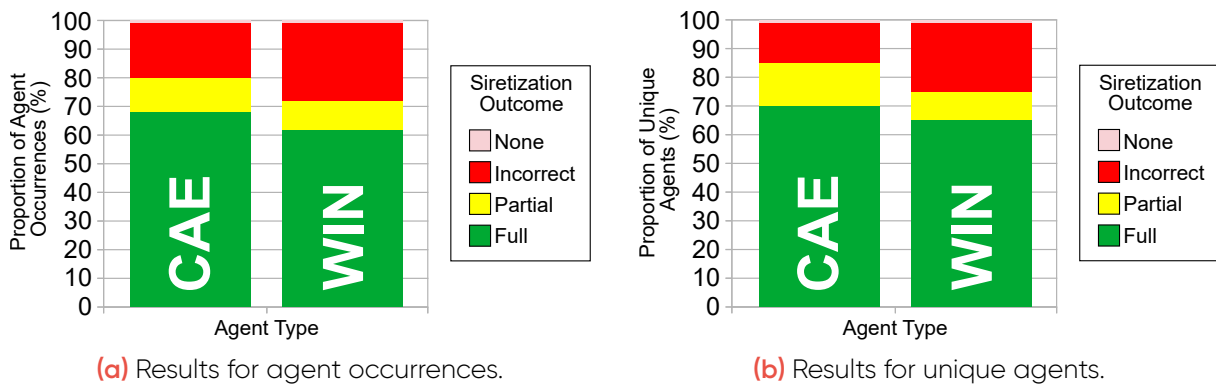 Proportion of Agent
Occurrences (%)
100
90
80
70
60
50
40
30
20
10
0
CAE
WIN
Agent Type
Siretization
Outcome
None
Incorrect
Partial
Full
(a) Results for agent occurrences.
Proportion of Unique
Agents (%)
100
90
80
70
60
50
40
30
20
10
0
CAE
WIN
Agent Type
Siretization
Outcome
None
Incorrect
Partial
Full
(b) Results for unique agents.